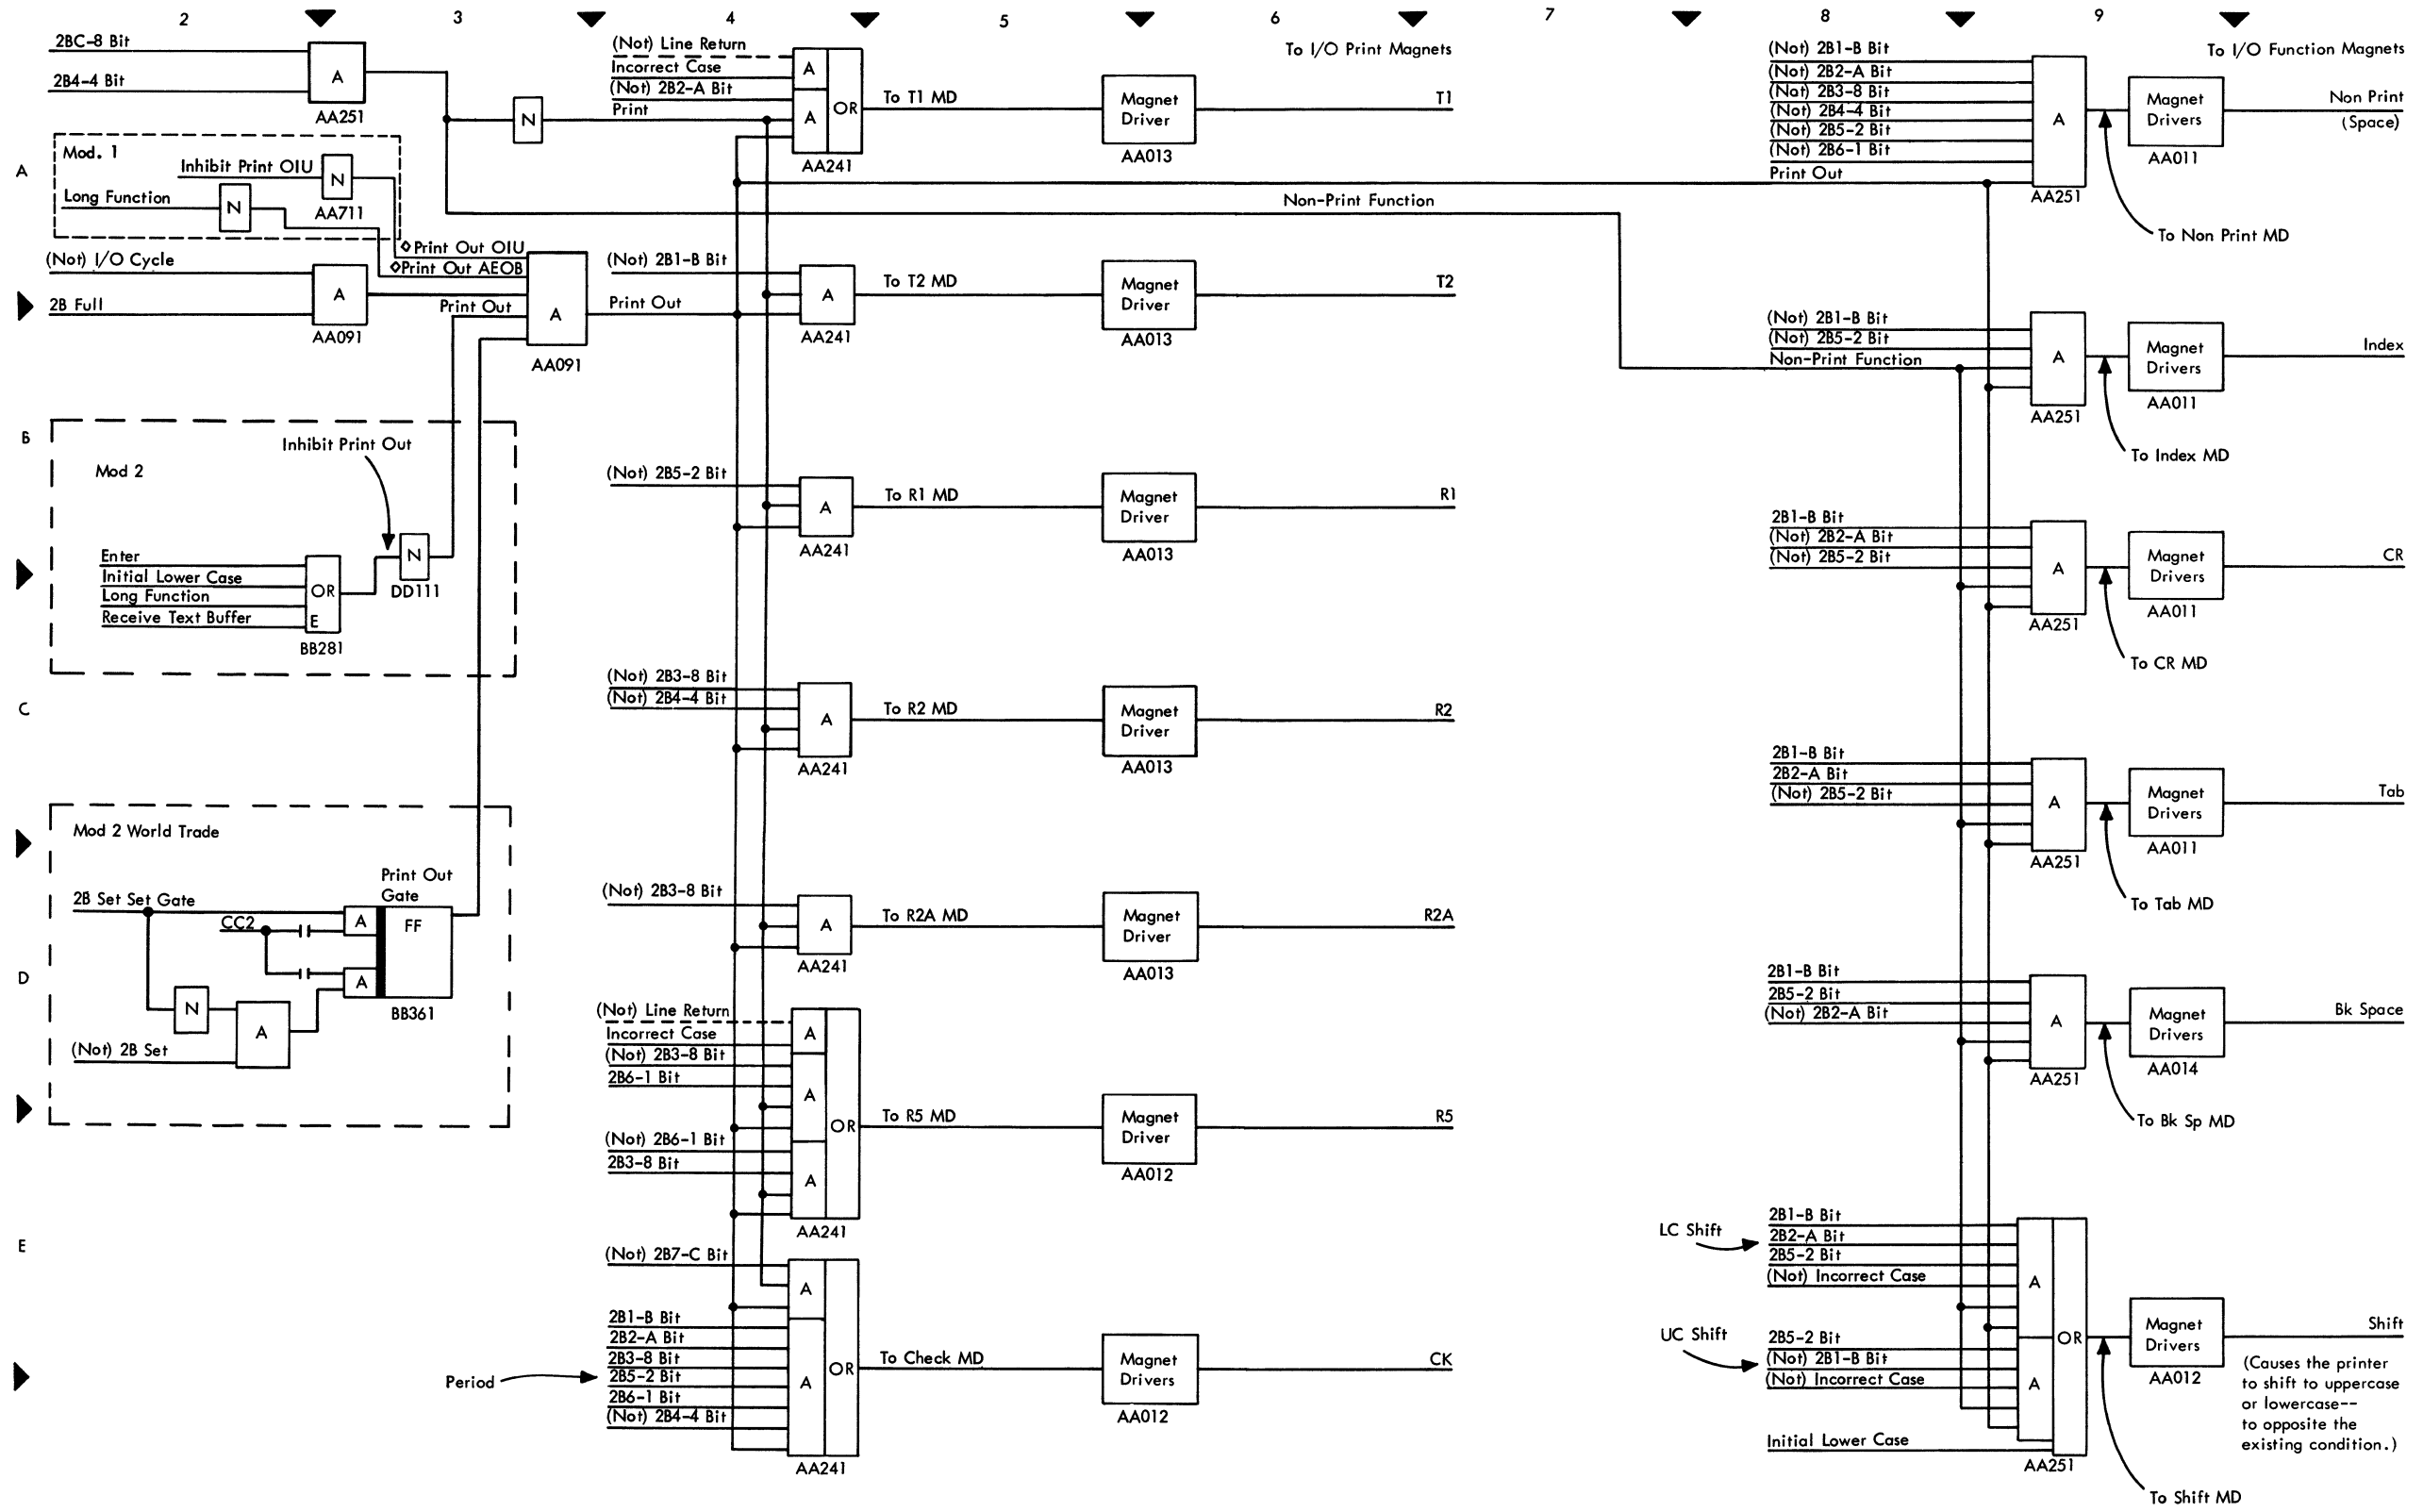 2 3 4 5 6 7 8 9
A
B
C
D
E
2BC-8 Bit
2B4-4 Bit
A
AA251
N
Mod. 1
Inhibit Print OIU
N
AA711
Long Function
N
◊Print Out OIU
◊Print Out AEOB
(Not) I/O Cycle
2B Full
A
AA091
Print Out
A
AA091
Print Out
Mod 2
Inhibit Print Out
Enter
Initial Lower Case
Long Function
Receive Text Buffer
OR
E
BB281
N
DD111
Mod 2 World Trade
2B Set Set Gate
CC2
Print Out
Gate
A
A
FF
BB361
N
A
(Not) 2B Set
To I/O Print Magnets
(Not) Line Return
Incorrect Case
(Not) 2B2-A Bit
Print
A
A
OR
AA241
To T1 MD
Magnet
Driver
AA013
T1
Non-Print Function
(Not) 2B1-B Bit
A
AA241
To T2 MD
Magnet
Driver
AA013
T2
(Not) 2B5-2 Bit
A
AA241
To R1 MD
Magnet
Driver
AA013
R1
(Not) 2B3-8 Bit
(Not) 2B4-4 Bit
A
AA241
To R2 MD
Magnet
Driver
AA013
R2
(Not) 2B3-8 Bit
A
AA241
To R2A MD
Magnet
Driver
AA013
R2A
(Not) Line Return
Incorrect Case
(Not) 2B3-8 Bit
2B6-1 Bit
(Not) 2B6-1 Bit
2B3-8 Bit
A
A
A
OR
AA241
To R5 MD
Magnet
Driver
AA012
R5
(Not) 2B7-C Bit
2B1-B Bit
2B2-A Bit
2B3-8 Bit
2B5-2 Bit
2B6-1 Bit
(Not) 2B4-4 Bit
Period
A
A
OR
AA241
To Check MD
Magnet
Drivers
AA012
CK
To I/O Function Magnets
(Not) 2B1-B Bit
(Not) 2B2-A Bit
(Not) 2B3-8 Bit
(Not) 2B4-4 Bit
(Not) 2B5-2 Bit
(Not) 2B6-1 Bit
Print Out
A
AA251
Magnet
Drivers
AA011
Non Print
(Space)
To Non Print MD
(Not) 2B1-B Bit
(Not) 2B5-2 Bit
Non-Print Function
A
AA251
Magnet
Drivers
AA011
Index
To Index MD
2B1-B Bit
(Not) 2B2-A Bit
(Not) 2B5-2 Bit
A
AA251
Magnet
Drivers
AA011
CR
To CR MD
2B1-B Bit
2B2-A Bit
(Not) 2B5-2 Bit
A
AA251
Magnet
Drivers
AA011
Tab
To Tab MD
2B1-B Bit
2B5-2 Bit
(Not) 2B2-A Bit
A
AA251
Magnet
Drivers
AA014
Bk Space
To Bk Sp MD
LC Shift
2B1-B Bit
2B2-A Bit
2B5-2 Bit
(Not) Incorrect Case
UC Shift
2B5-2 Bit
(Not) 2B1-B Bit
(Not) Incorrect Case
Initial Lower Case
A
A
OR
AA251
Magnet
Drivers
AA012
Shift
(Causes the printer
to shift to uppercase
or lowercase--
to opposite the
existing condition.)
To Shift MD